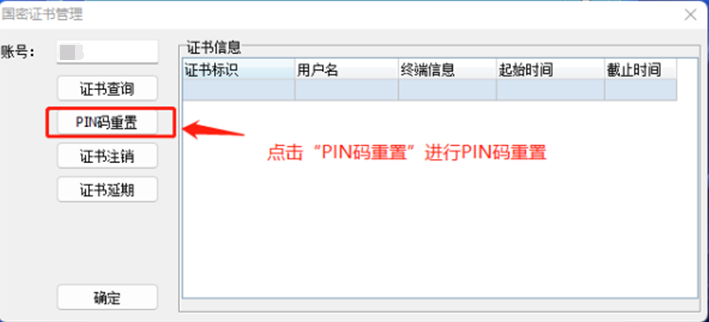 国密证书管理
账号：
证书信息
证书标识 用户名 终端信息 起始时间 截止时间
证书查询
PIN码重置
点击“PIN码重置”进行PIN码重置
证书注销
证书延期
确定